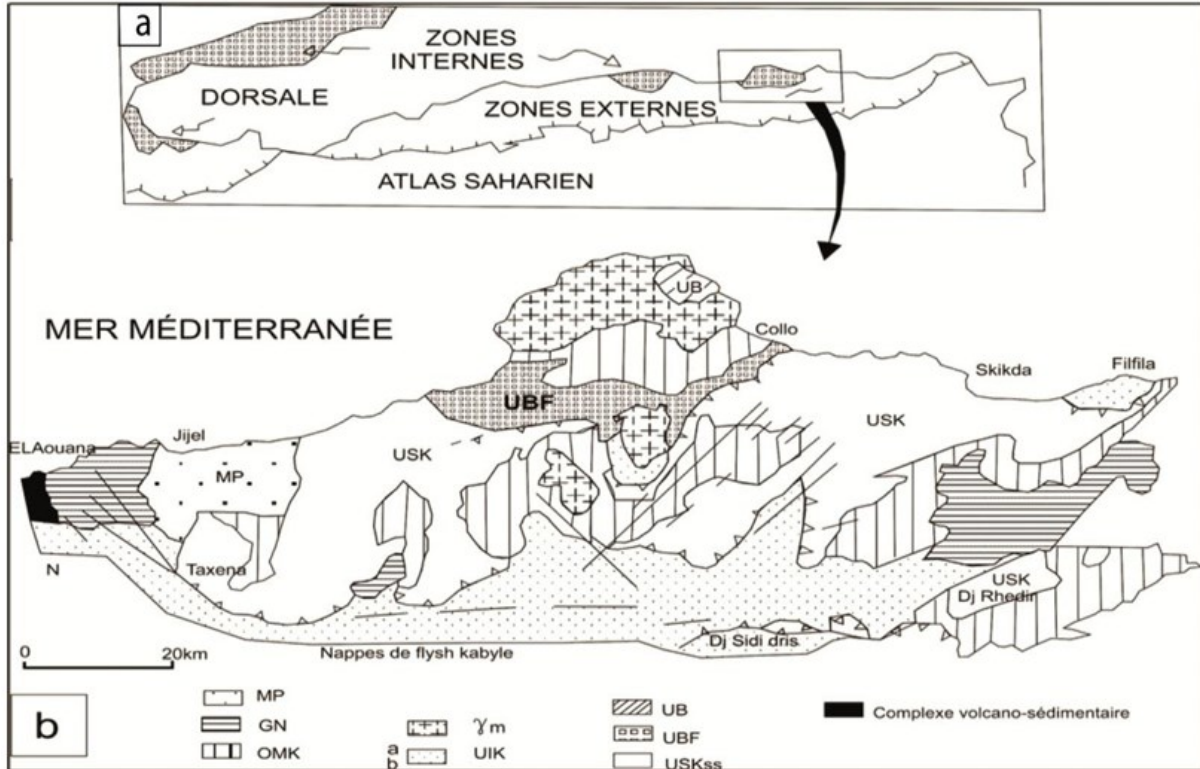 a
ZONES
INTERNES
DORSALE
ZONES EXTERNES
ATLAS SAHARIEN
MER MÉDITERRANÉE
UB
Collo
Skikda
Filfila
UBF
USK
USK
Jijel
ELAouana
MP
N
Taxena
USK
Dj Rhedir
Dj Sidi dris
Nappes de flysh kabyle
0 20km
b
MP
GN
OMK
γm
a
b
UIK
UB
UBF
USKss
Complexe volcano-sédimentaire